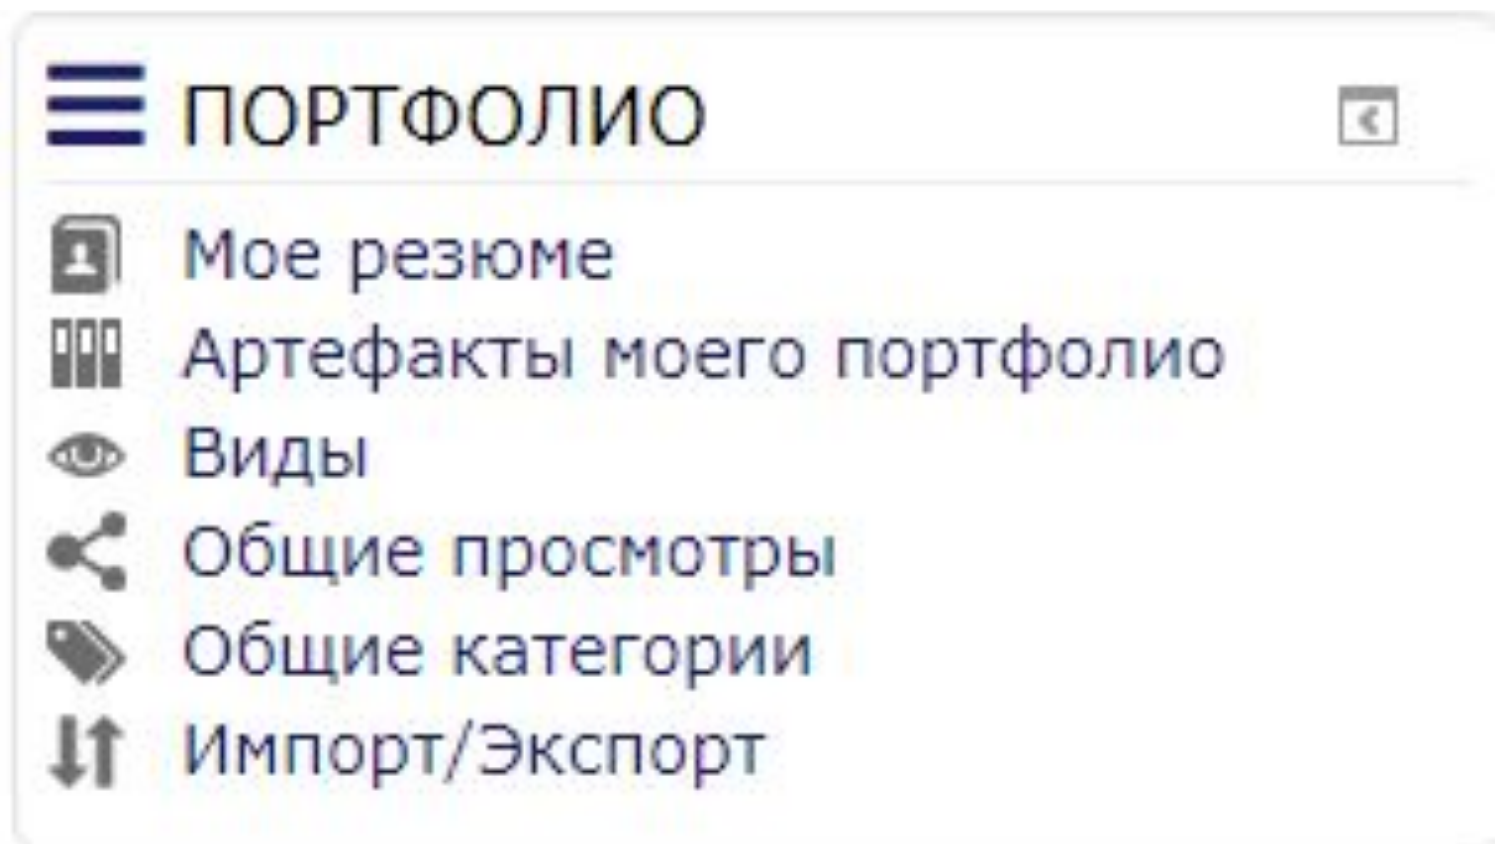 ПОРТФОЛИО
Мое резюме
Артефакты моего портфолио
Виды
Общие просмотры
Общие категории
Импорт/Экспорт